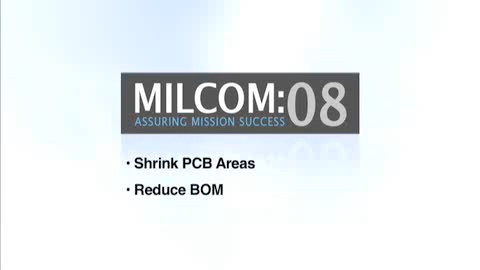 MILCOM:08
ASSURING MISSION SUCCESS
• Shrink PCB Areas
• Reduce BOM